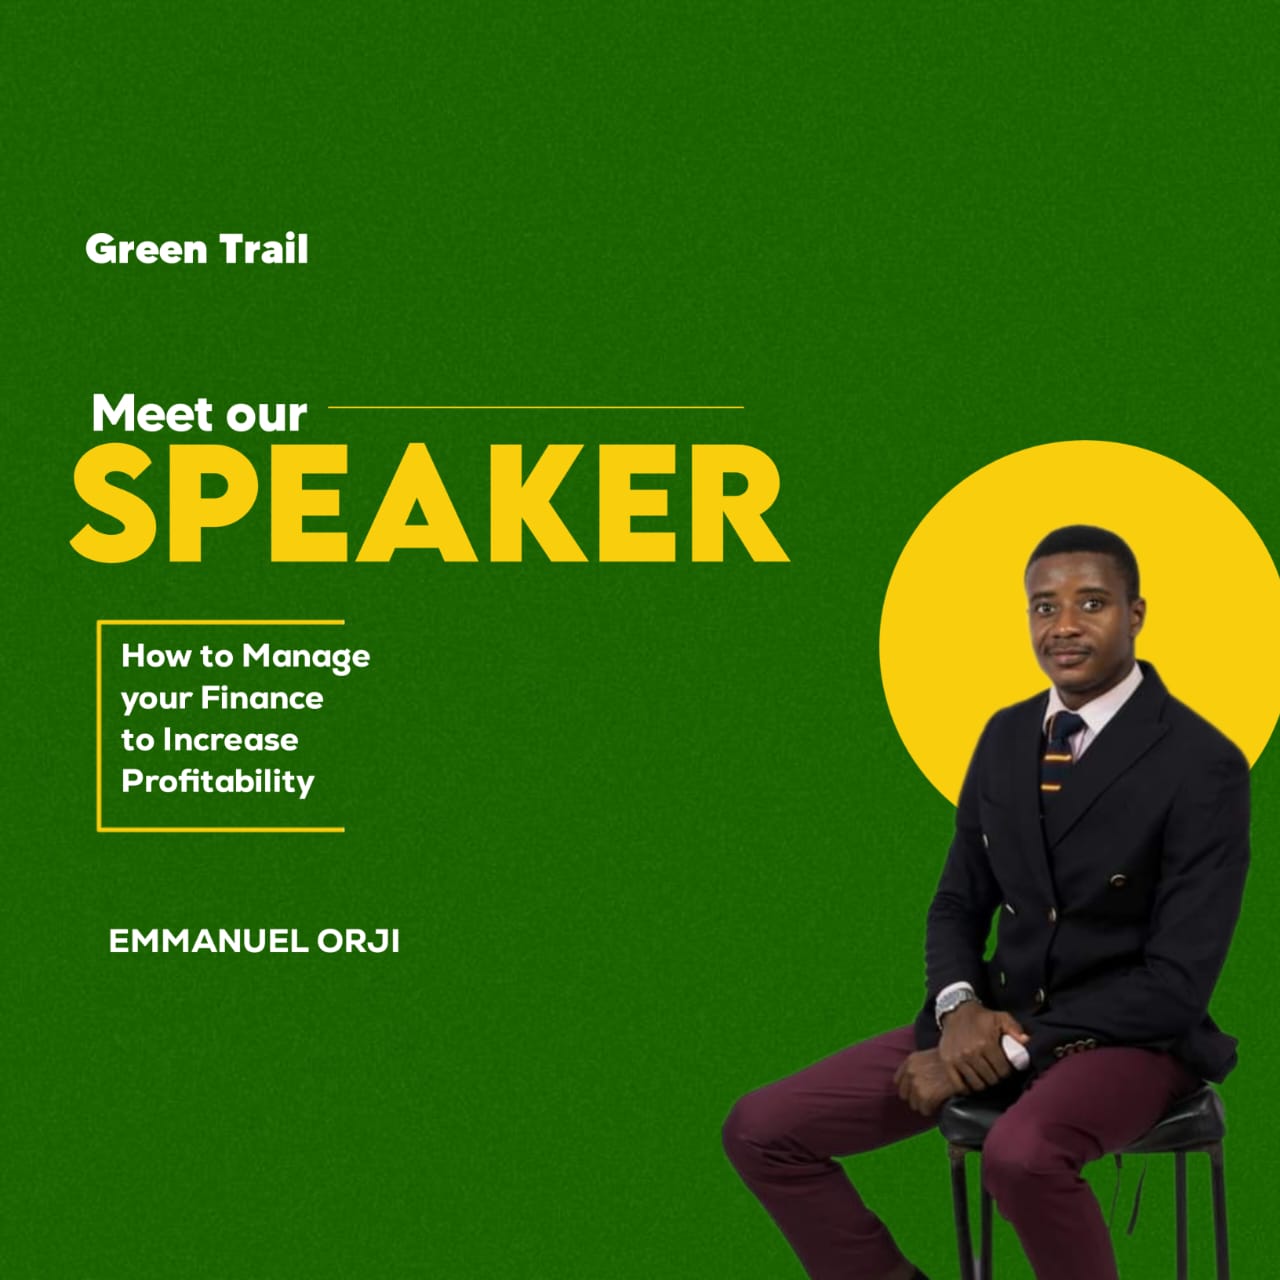 Green Trail
Meet our
SPEAKER
How to Manage
your Finance
to Increase
Profitability
EMMANUEL ORJI